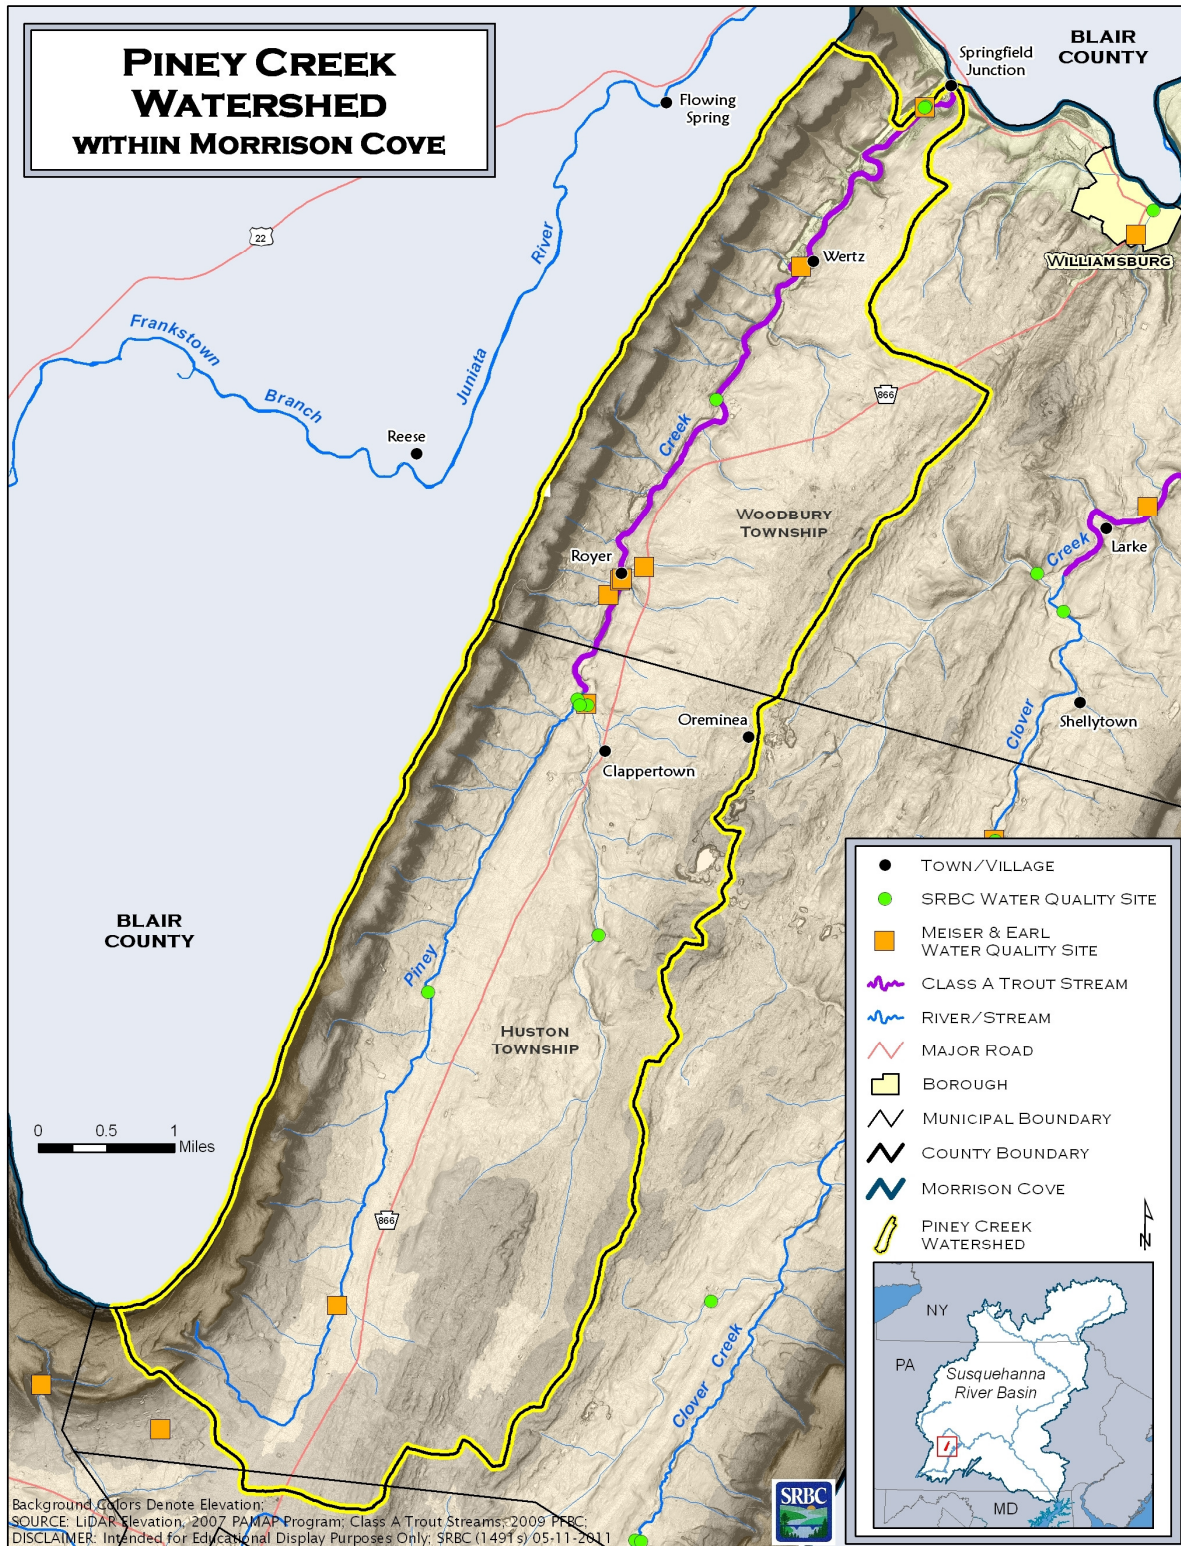 PINEY CREEK
WATERSHED
WITHIN MORRISON COVE
BLAIR
COUNTY
Springfield
Junction
Flowing
Spring
22
River
Juniata
Frankstown
Branch
Reese
WILLIAMSBURG
Wertz
866
Creek
WOODBURY
TOWNSHIP
Royer
Creek
Larke
Oreminea
Clappertown
Clover
Shellytown
BLAIR
COUNTY
Piney
HUSTON
TOWNSHIP
0 0.5 1
Miles
866
Clover Creek
TOWN/VILLAGE
SRBC WATER QUALITY SITE
MEISER & EARL
WATER QUALITY SITE
CLASS A TROUT STREAM
RIVER/STREAM
MAJOR ROAD
BOROUGH
MUNICIPAL BOUNDARY
COUNTY BOUNDARY
MORRISON COVE
PINEY CREEK
WATERSHED
N
NY
PA
Susquehanna
River Basin
MD
SRBC
Background Colors Denote Elevation;
SOURCE: LiDAR Elevation, 2007 PAMAP Program; Class A Trout Streams, 2009 PFBC;
DISCLAIMER: Intended for Educational Display Purposes Only; SRBC (1491s) 05-11-2011